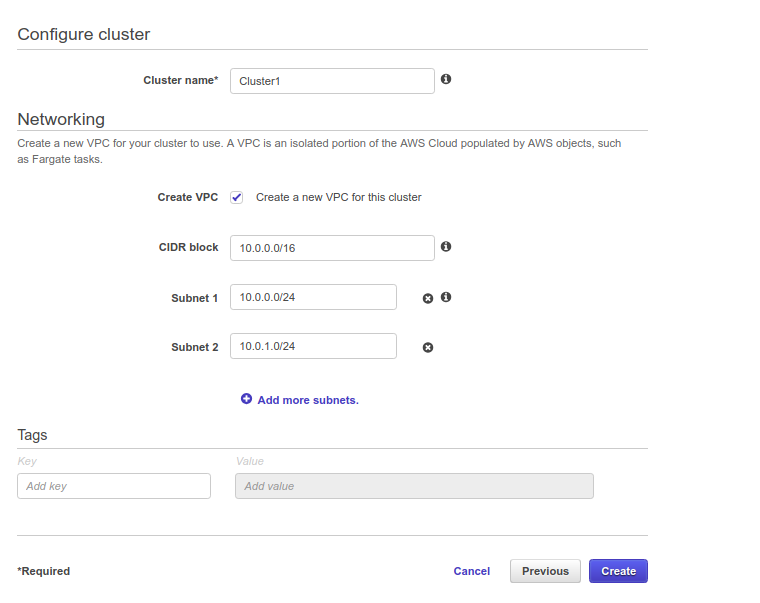 Configure cluster
Cluster name* Cluster1
Networking
Create a new VPC for your cluster to use. A VPC is an isolated portion of the AWS Cloud populated by AWS objects, such
as Fargate tasks.
Create VPC Create a new VPC for this cluster
CIDR block 10.0.0.0/16
Subnet 1 10.0.0.0/24
Subnet 2 10.0.1.0/24
Add more subnets.
Tags
Key Value
Add key Add value
*Required Cancel Previous Create